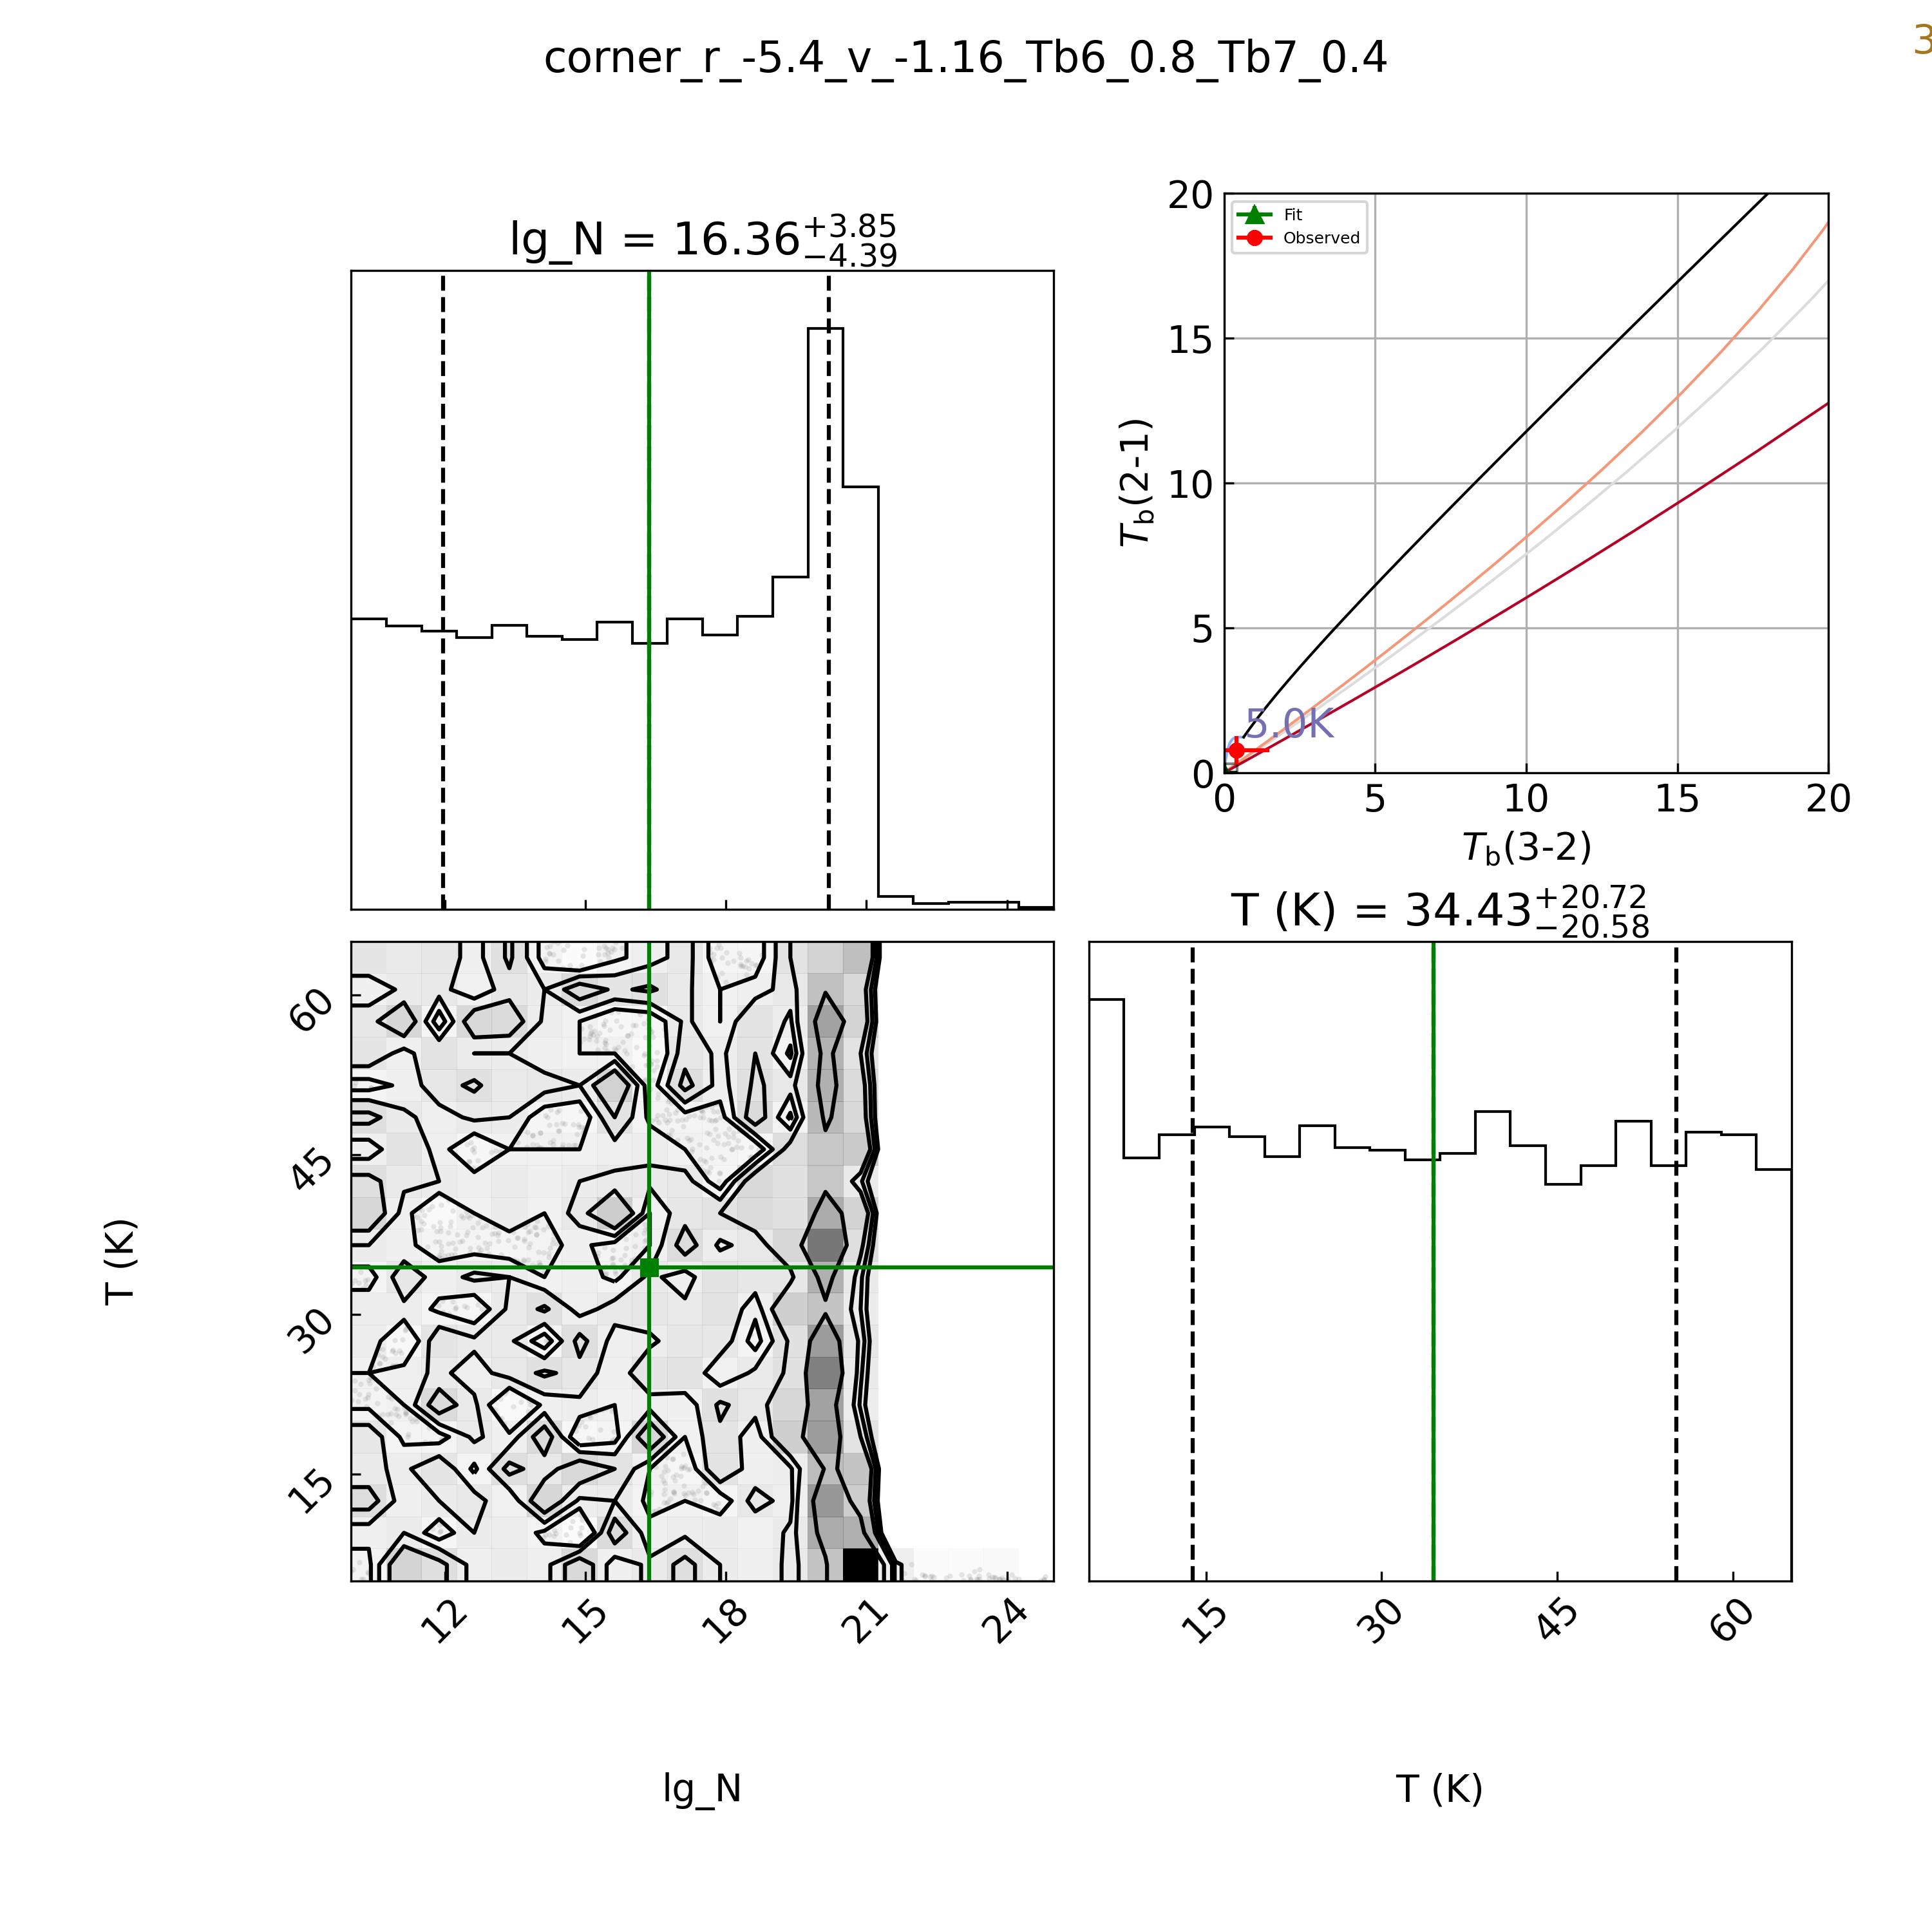 3
corner_r_-5.4_v_-1.16_Tb6_0.8_Tb7_0.4
lg_N = 16.36+3.85−4.39
20
15
10
5
0
Fit
Observed
5.0K
Tb(2-1)
0 5 10 15 20
Tb(3-2)
T (K) = 34.43+20.72−20.58
60
45
30
15
T (K)
12 15 18 21 24
15 30 45 60
lg_N
T (K)